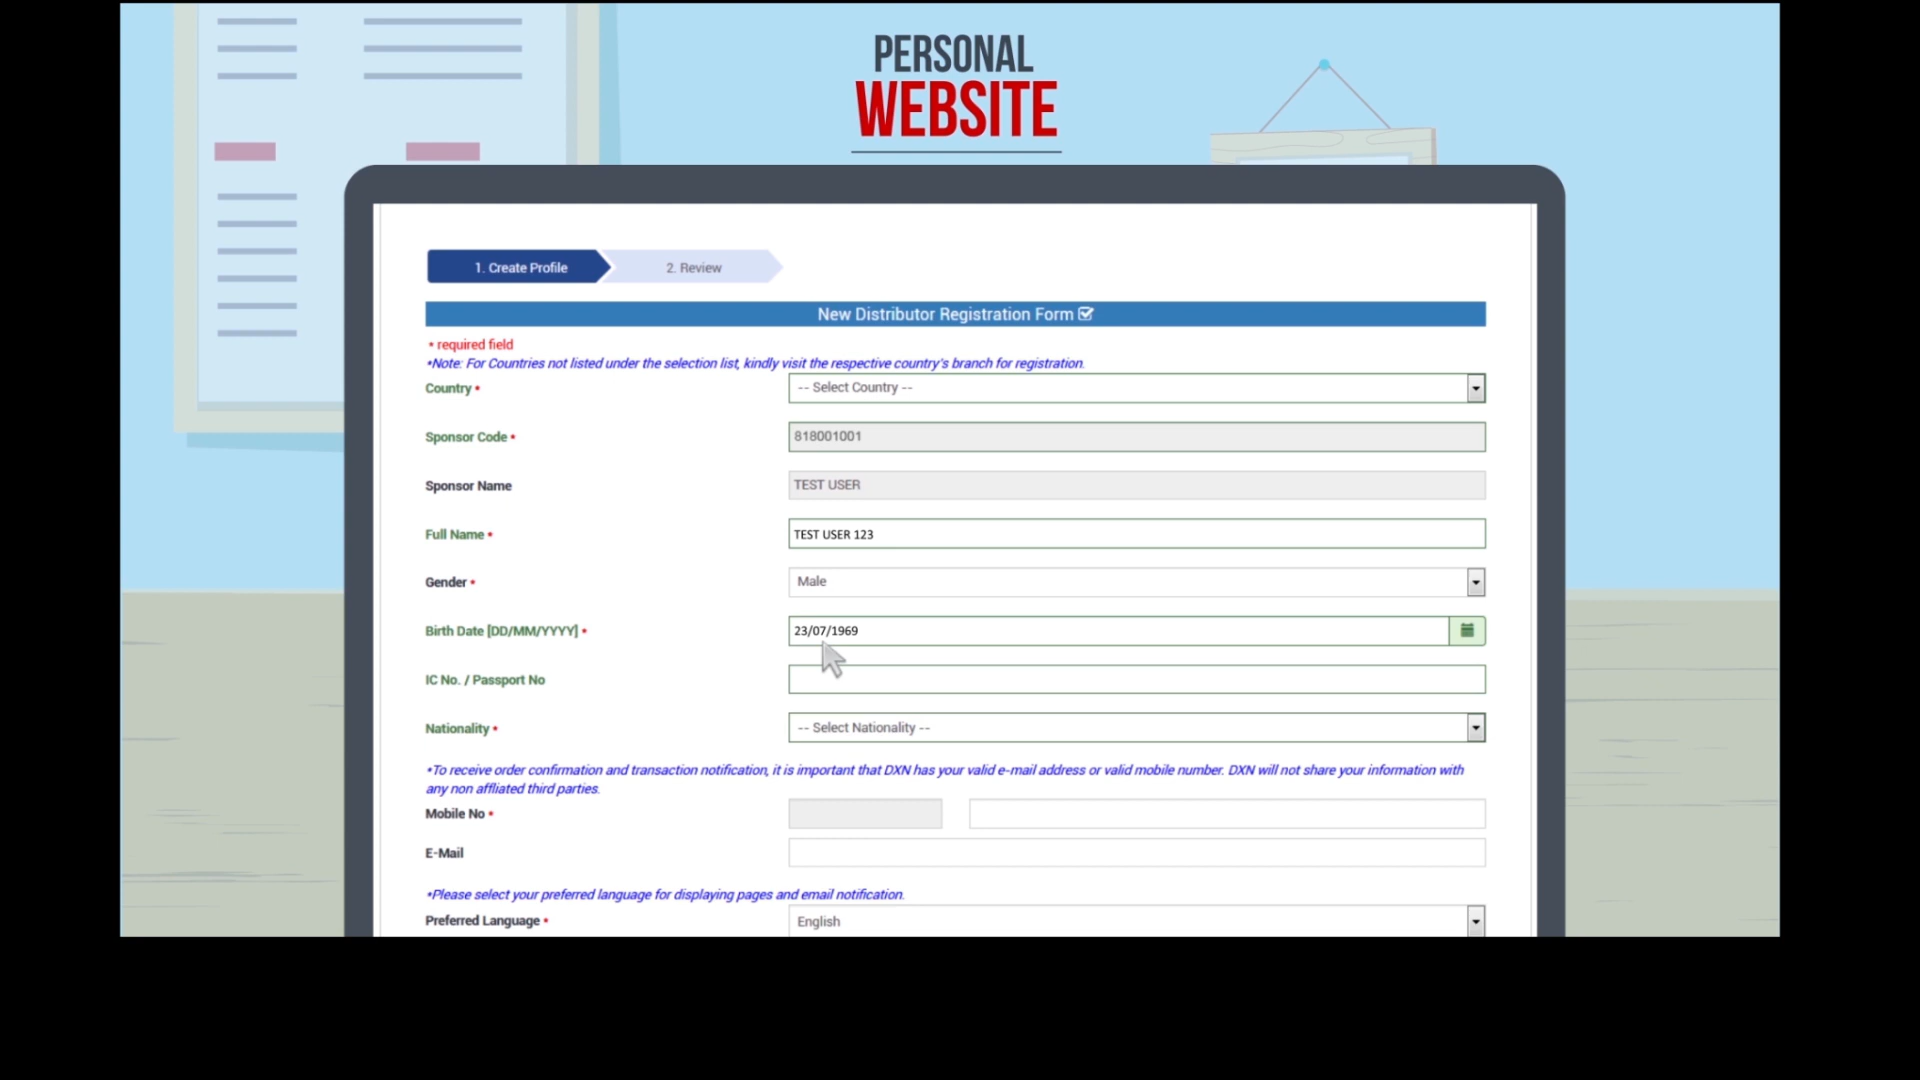 PERSONAL
WEBSITE
1. Create Profile
2. Review
New Distributor Registration Form
* required field
*Note: For Countries not listed under the selection list, kindly visit the respective country's branch for registration.
Country *
-- Select Country --
Sponsor Code *
818001001
Sponsor Name
TEST USER
Full Name *
TEST USER 123
Gender *
Male
Birth Date [DD/MM/YYYY] *
23/07/1969
IC No. / Passport No
Nationality *
-- Select Nationality --
*To receive order confirmation and transaction notification, it is important that DXN has your valid e-mail address or valid mobile number. DXN will not share your information with
any non affliated third parties.
Mobile No *
E-Mail
*Please select your preferred language for displaying pages and email notification.
Preferred Language *
English